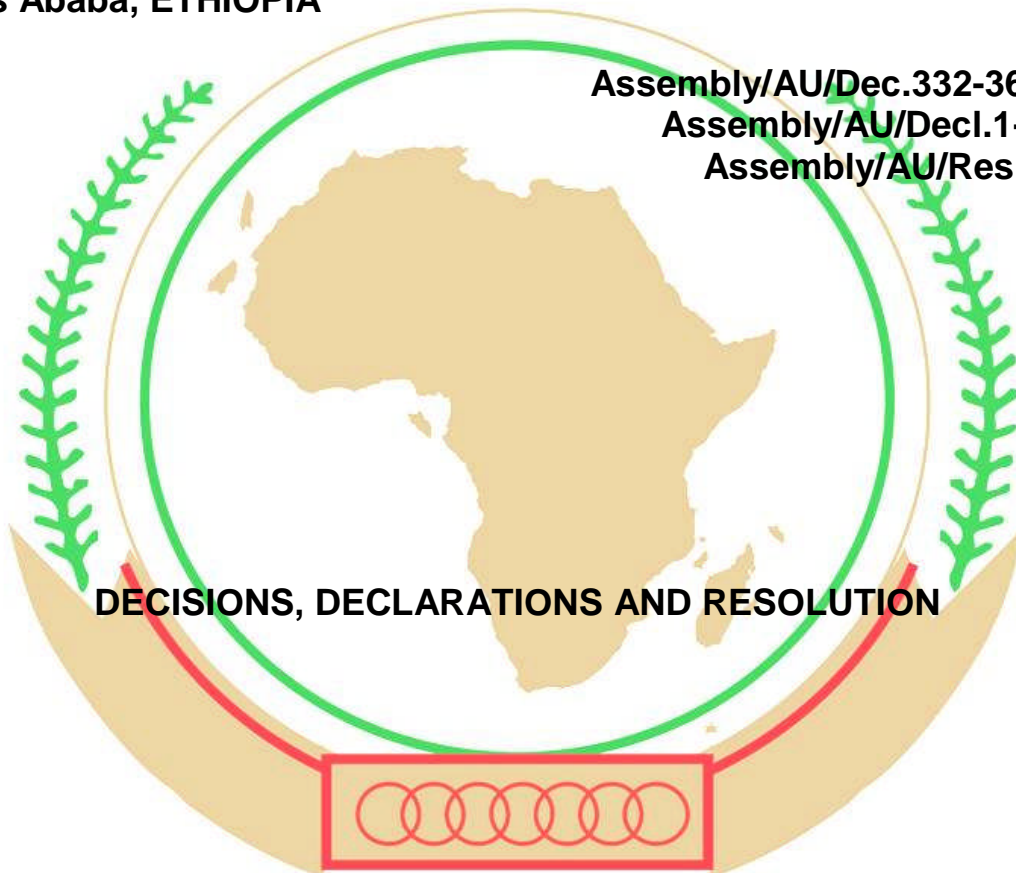 Ababa, ETHIOPIA
Assembly/AU/Dec.332-36
Assembly/AU/Decl.1-
Assembly/AU/Res
DECISIONS, DECLARATIONS AND RESOLUTION